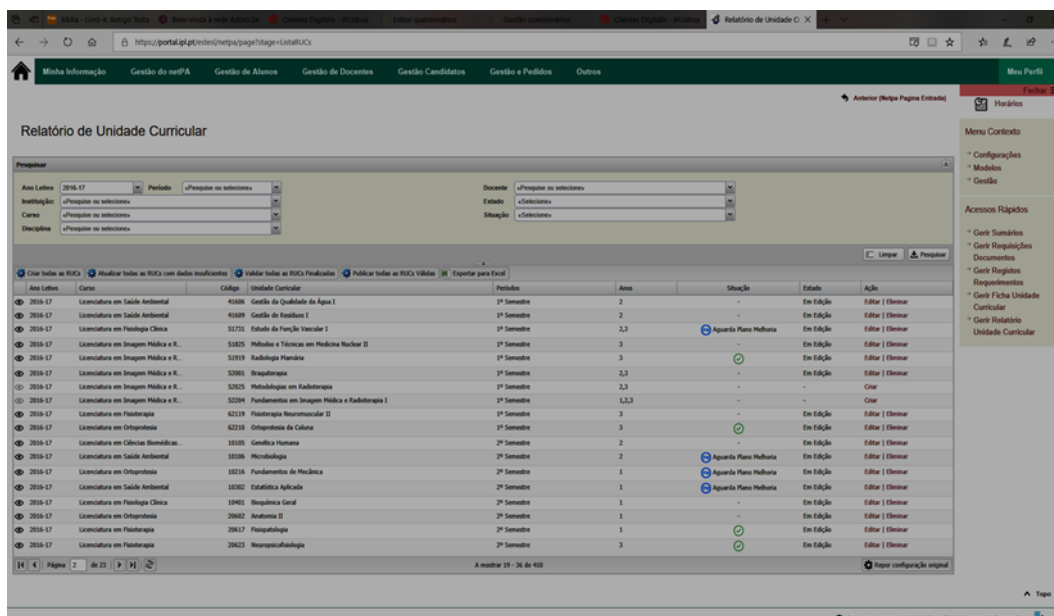 Bíblia - Livro 4: Antigo Testa
Bem-vinda à rede Adons.be
Clientes Digitalis - IPLisboa
Editor questionários
Gestão questionários
Clientes Digitalis - IPLisboa
Relatório de Unidade C
https://portal.ipl.pt/estesl/netpa/page?stage=ListaRUCs
Minha Informação Gestão do netPA Gestão de Alunos Gestão de Docentes Gestão Candidatos Gestão e Pedidos Outros Meu Perfil
Fechar
Anterior (Netpa Pagina Entrada)
Horários
Relatório de Unidade Curricular
Menu Contexto
Configurações
Modelos
Gestão
Acessos Rápidos
Gerir Sumários
Gerir Requisições
Documentos
Gerir Registos
Requerimentos
Gerir Ficha Unidade
Curricular
Gerir Relatório
Unidade Curricular
Pesquisar
Ano Letivo 2016-17 Período «Pesquise ou selecione» Docente «Pesquise ou selecione»
Instituição: «Pesquise ou selecione» Estado «Selecione»
Curso «Pesquise ou selecione» Situação «Selecione»
Disciplina «Pesquise ou selecione»
Limpar Pesquisar
Criar todas as RUCs Atualizar todas as RUCs com dados insuficientes Validar todas as RUCs Finalizadas Publicar todas as RUCs Válidas Exportar para Excel
Ano Letivo Curso Código Unidade Curricular Períodos Anos Situação Estado Ação
2016-17 Licenciatura em Saúde Ambiental 41606 Gestão da Qualidade da Água I 1º Semestre 2 - Em Edição Editar | Eliminar
2016-17 Licenciatura em Saúde Ambiental 41609 Gestão de Resíduos I 1º Semestre 2 - Em Edição Editar | Eliminar
2016-17 Licenciatura em Fisiologia Clínica 51731 Estudo da Função Vascular I 1º Semestre 2,3 Aguarda Plano Melhoria Em Edição Editar | Eliminar
2016-17 Licenciatura em Imagem Médica e R... 51825 Métodos e Técnicas em Medicina Nuclear II 1º Semestre 3 - Em Edição Editar | Eliminar
2016-17 Licenciatura em Imagem Médica e R... 51919 Radiologia Mamária 1º Semestre 3 Em Edição Editar | Eliminar
2016-17 Licenciatura em Imagem Médica e R... 52001 Braquiterapia 1º Semestre 2,3 - Em Edição Editar | Eliminar
2016-17 Licenciatura em Imagem Médica e R... 52025 Metodologias em Radioterapia 1º Semestre 2,3 - - Criar
2016-17 Licenciatura em Imagem Médica e R... 52204 Fundamentos em Imagem Médica e Radioterapia I 1º Semestre 1,2,3 - - Criar
2016-17 Licenciatura em Fisioterapia 62119 Fisioterapia Neuromuscular II 1º Semestre 3 - Em Edição Editar | Eliminar
2016-17 Licenciatura em Ortoprotesia 62210 Ortoprotesia da Coluna 1º Semestre 3 Em Edição Editar | Eliminar
2016-17 Licenciatura em Ciências Biomédicas... 10105 Genética Humana 2º Semestre 2 - Em Edição Editar | Eliminar
2016-17 Licenciatura em Saúde Ambiental 10106 Microbiologia 2º Semestre 2 Aguarda Plano Melhoria Em Edição Editar | Eliminar
2016-17 Licenciatura em Ortoprotesia 10216 Fundamentos de Mecânica 2º Semestre 1 Aguarda Plano Melhoria Em Edição Editar | Eliminar
2016-17 Licenciatura em Saúde Ambiental 10302 Estatística Aplicada 2º Semestre 1 Aguarda Plano Melhoria Em Edição Editar | Eliminar
2016-17 Licenciatura em Fisiologia Clínica 10401 Bioquímica Geral 2º Semestre 1 - Em Edição Editar | Eliminar
2016-17 Licenciatura em Ortoprotesia 20602 Anatomia II 2º Semestre 1 - Em Edição Editar | Eliminar
2016-17 Licenciatura em Fisioterapia 20617 Fisiopatologia 2º Semestre 1 Em Edição Editar | Eliminar
2016-17 Licenciatura em Fisioterapia 20623 Neuropsicofisiologia 2º Semestre 3 Em Edição Editar | Eliminar
Página 2 de 23 A mostrar 19 - 36 de 410 Repor configuração original
Topo